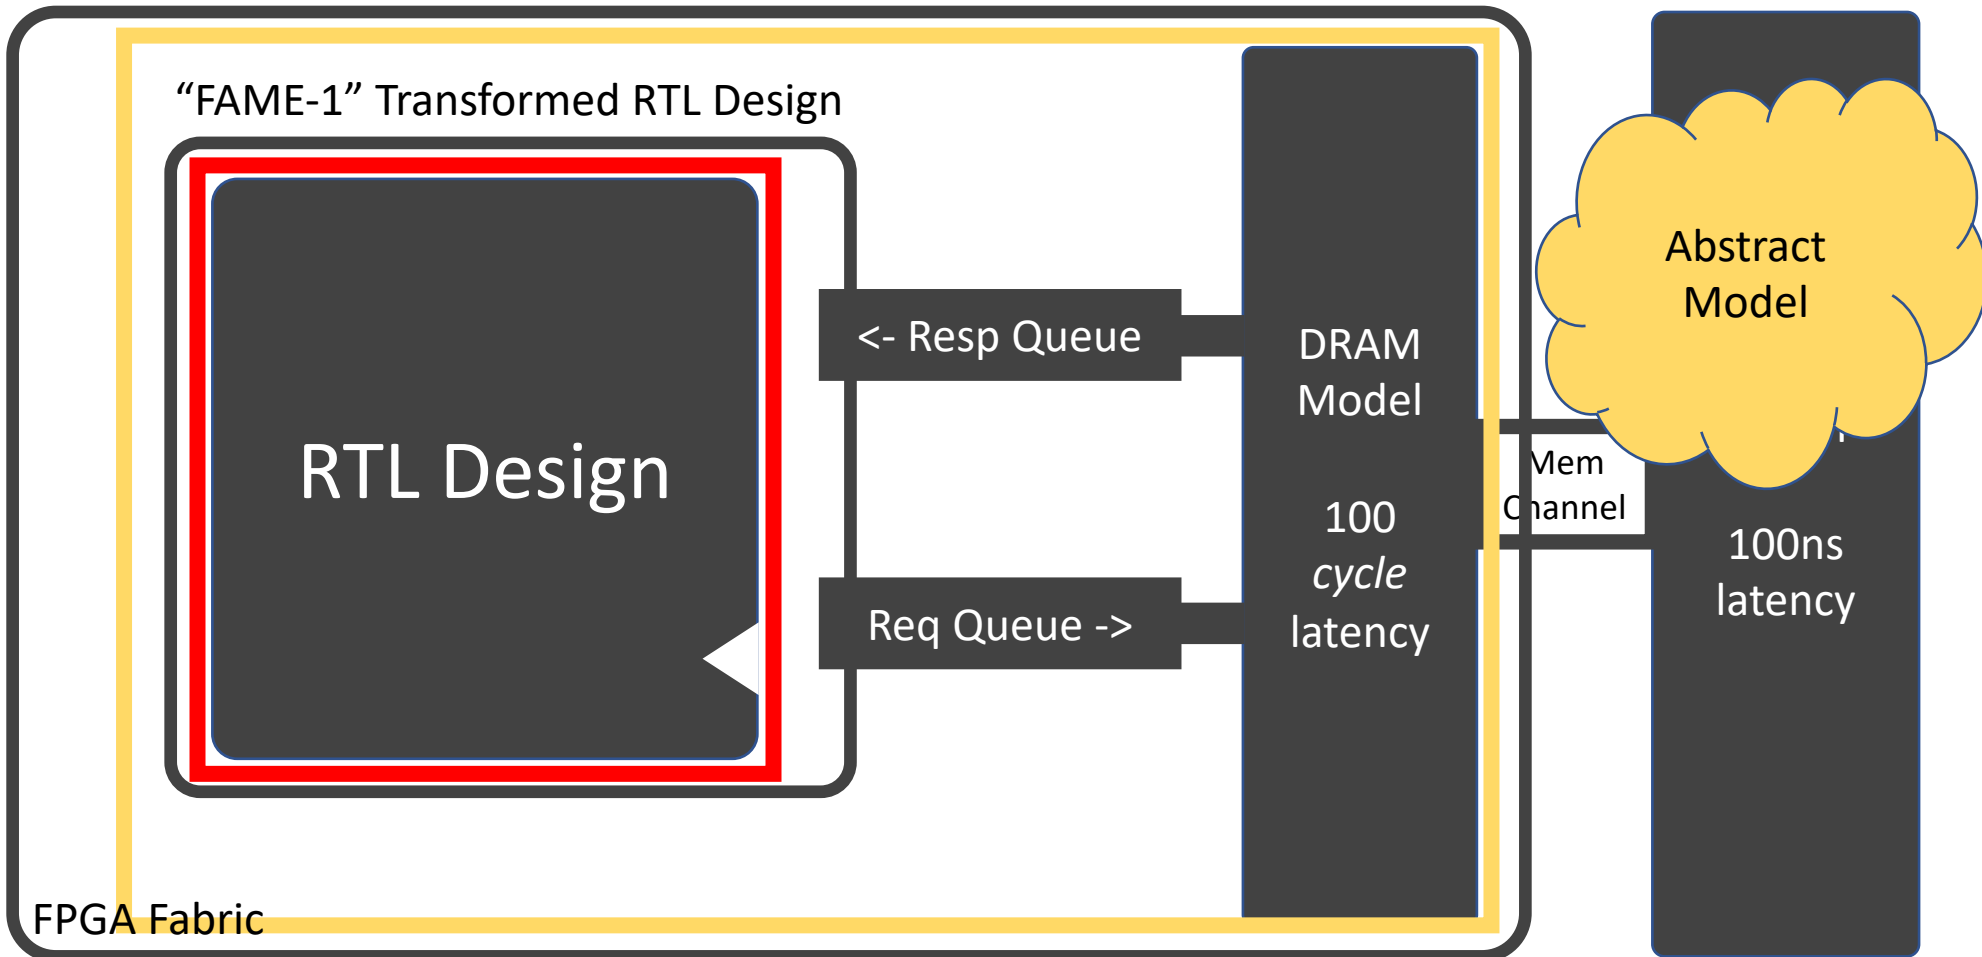 “FAME-1” Transformed RTL Design
RTL Design
<- Resp Queue
Req Queue ->
DRAM
Model
100
cycle
latency
Mem
Channel
Abstract
Model
100ns
latency
FPGA Fabric